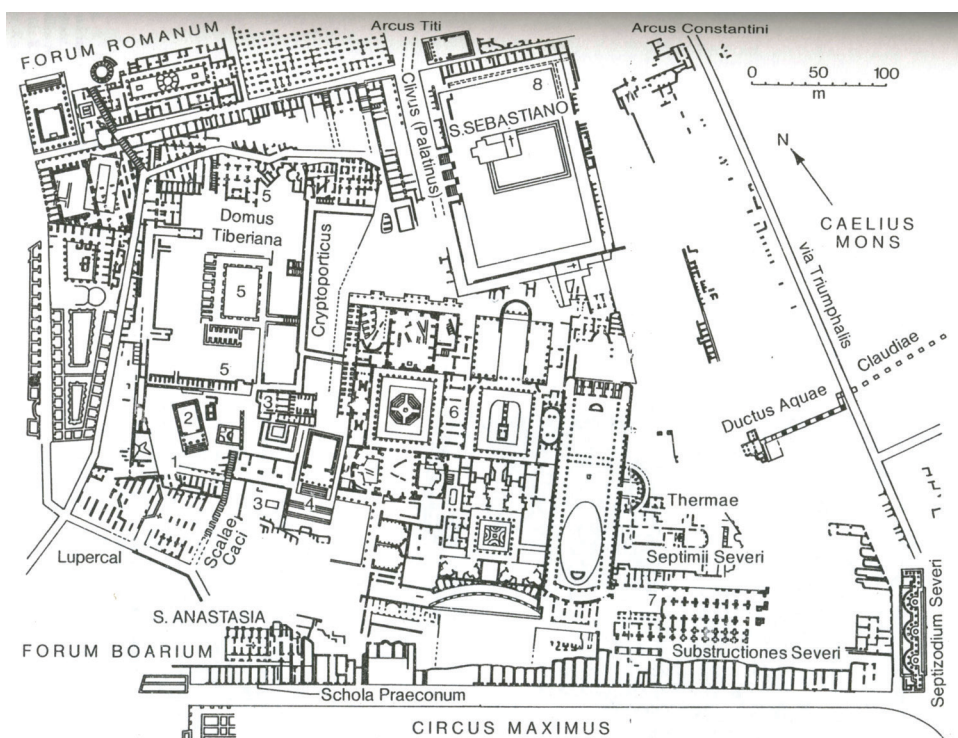 Arcus Titi
Arcus Constantini
FORUM ROMANUM
0 50 100
m
Clivus (Palatinus)
8
S.SEBASTIANO
N
CAELIUS
MONS
5
Domus
Tiberiana
5
5
Cryptoporticus
via Triumphalis
Claudiae
Ductus Aquae
3
6
2
1
3
4
Scalae
Caci
Lupercal
Thermae
Septimii Severi
7
S. ANASTASIA
FORUM BOARIUM
Substructiones Severi
Septizodium Severi
Schola Praeconum
CIRCUS MAXIMUS